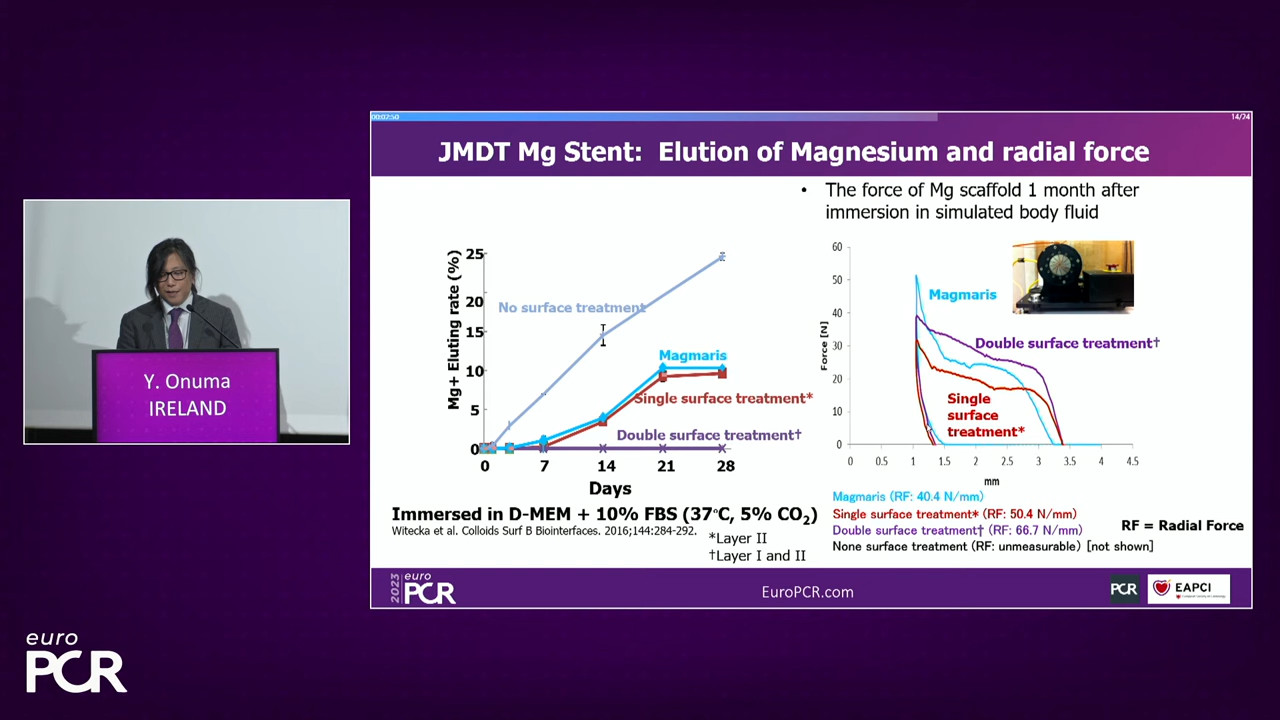 00:02:50
14/24
JMDT Mg Stent: Elution of Magnesium and radial force
• The force of Mg scaffold 1 month after
immersion in simulated body fluid
Mg+ Eluting rate (%)
25
20
15
10
5
0
No surface treatment
Magmaris
Single surface treatment*
Double surface treatment†
0 7 14 21 28
Days
Immersed in D-MEM + 10% FBS (37°C, 5% CO2)
Witecka et al. Colloids Surf B Biointerfaces. 2016;144:284-292.
*Layer II
†Layer I and II
Force [N]
60
50
40
30
20
10
0
Magmaris
Double surface treatment†
Single
surface
treatment*
0 0.5 1 1.5 2 2.5 3 3.5 4 4.5
mm
Magmaris (RF: 40.4 N/mm)
Single surface treatment* (RF: 50.4 N/mm)
Double surface treatment† (RF: 66.7 N/mm)
None surface treatment (RF: unmeasurable) [not shown]
RF = Radial Force
Y. Onuma
IRELAND
2023
euro
PCR
EuroPCR.com
PCR
EAPCI
euro
PCR